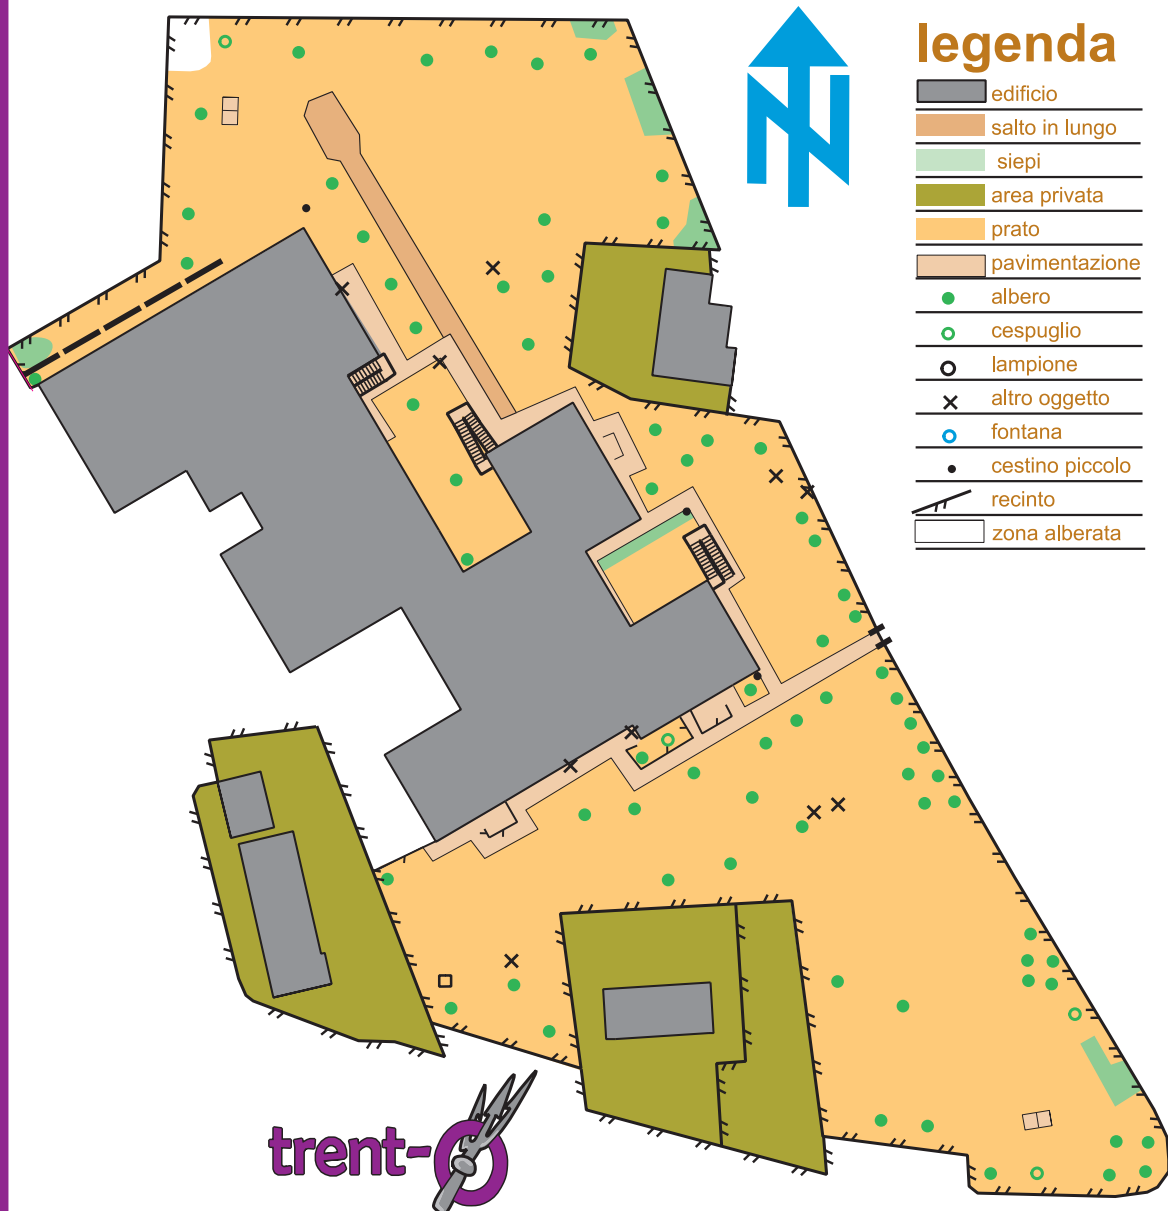 legenda
edificio
salto in lungo
siepi
area privata
prato
pavimentazione
albero
cespuglio
lampione
altro oggetto
fontana
cestino piccolo
recinto
zona alberata
N
trent-O